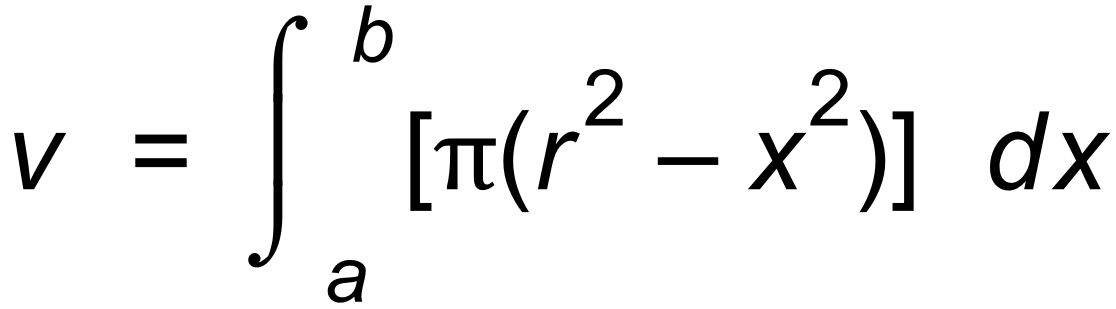 v = ∫_a^b [π(r² – x²)] dx